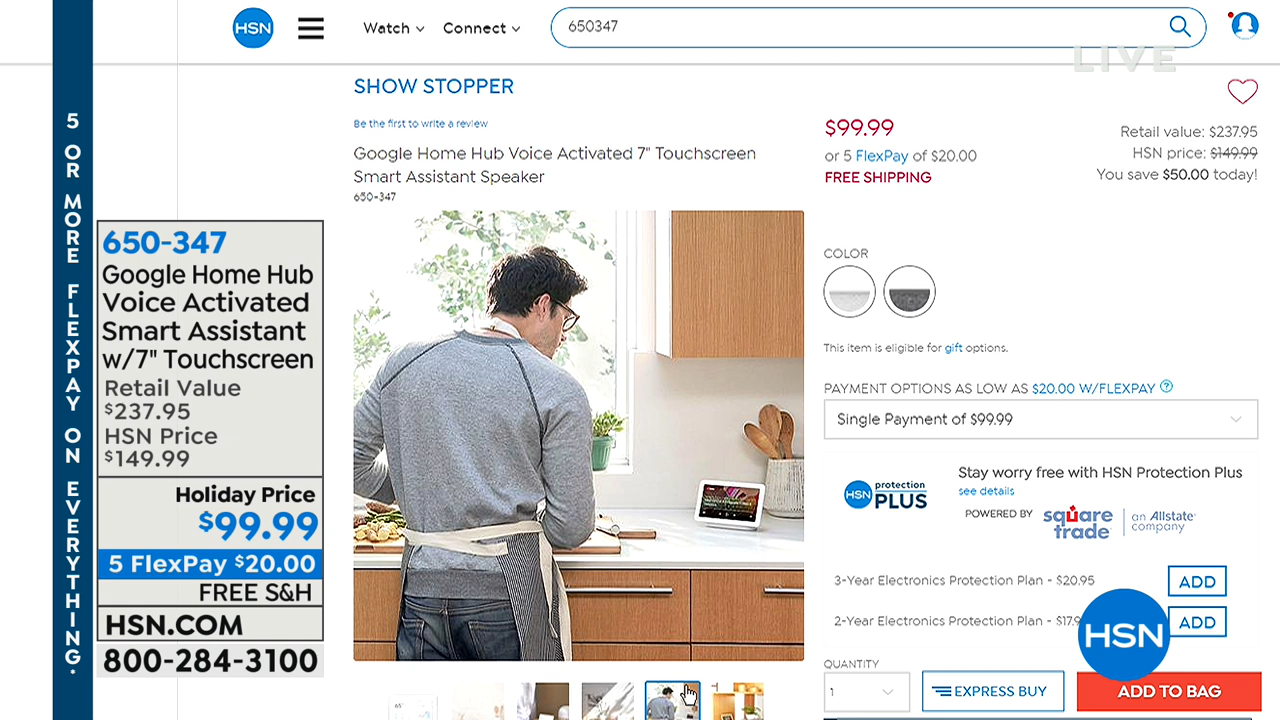 5 OR MORE FLEXPAY ON EVERYTHING.
HSN
Watch
Connect
650347
LIVE
SHOW STOPPER
Be the first to write a review
Google Home Hub Voice Activated 7" Touchscreen
Smart Assistant Speaker
650-347
$99.99
or 5 FlexPay of $20.00
FREE SHIPPING
Retail value: $237.95
HSN price: $149.99
You save $50.00 today!
COLOR
This item is eligible for gift options.
PAYMENT OPTIONS AS LOW AS $20.00 W/FLEXPAY ?
Single Payment of $99.99
HSN protection PLUS
Stay worry free with HSN Protection Plus
see details
POWERED BY
square trade
an Allstate company
3-Year Electronics Protection Plan - $20.95
ADD
2-Year Electronics Protection Plan - $17.9
ADD
HSN
QUANTITY
1
EXPRESS BUY
ADD TO BAG
650-347
Google Home Hub
Voice Activated
Smart Assistant
w/7" Touchscreen
Retail Value
$237.95
HSN Price
$149.99
Holiday Price
$99.99
5 FlexPay $20.00
FREE S&H
HSN.COM
800-284-3100